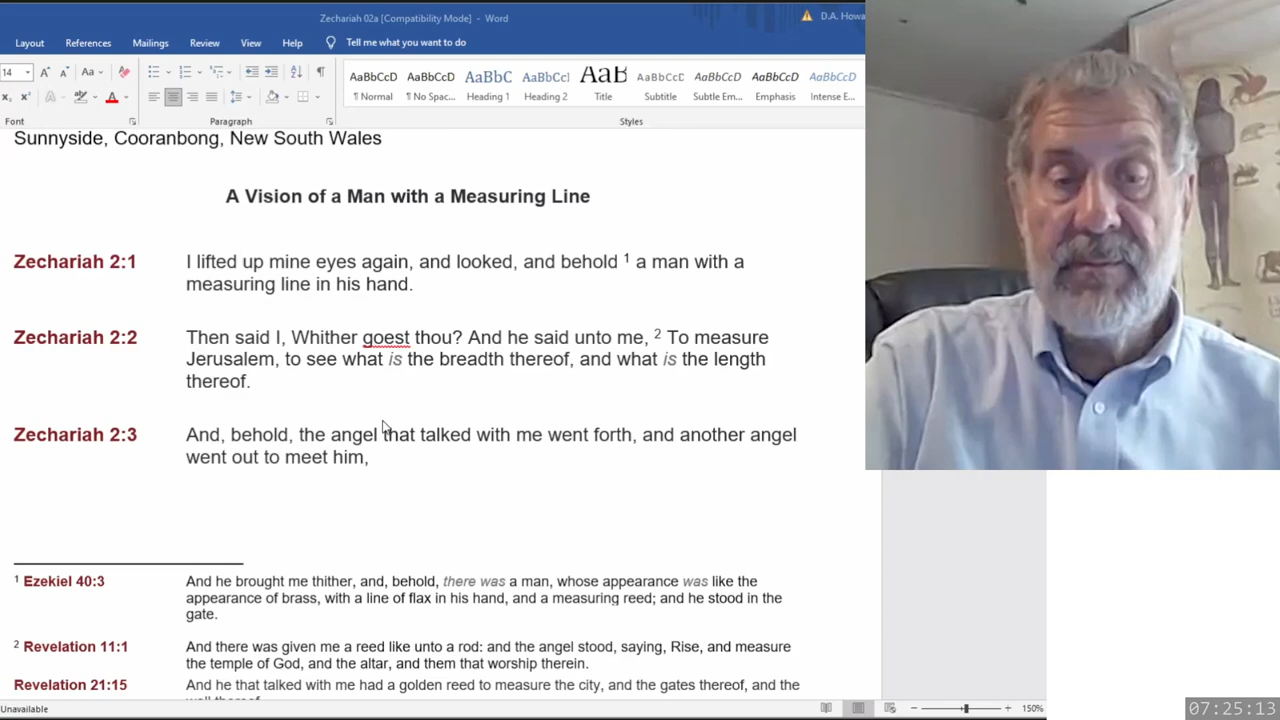 Zechariah 02a [Compatibility Mode] - Word
D.A. Howa
Layout References Mailings Review View Help Tell me what you want to do
14 Aa
AaBbCcD AaBbCcD AaBbC AaBbCcI AaB AaBbCcD AaBbCcD AaBbCcD AaBbCcD
¶ Normal ¶ No Spac... Heading 1 Heading 2 Title Subtitle Subtle Em... Emphasis Intense E...
Font Paragraph Styles
Sunnyside, Cooranbong, New South Wales
A Vision of a Man with a Measuring Line
Zechariah 2:1 I lifted up mine eyes again, and looked, and behold 1 a man with a
measuring line in his hand.
Zechariah 2:2 Then said I, Whither goest thou? And he said unto me, 2 To measure
Jerusalem, to see what is the breadth thereof, and what is the length
thereof.
Zechariah 2:3 And, behold, the angel that talked with me went forth, and another angel
went out to meet him,
1 Ezekiel 40:3 And he brought me thither, and, behold, there was a man, whose appearance was like the
appearance of brass, with a line of flax in his hand, and a measuring reed; and he stood in the
gate.
2 Revelation 11:1 And there was given me a reed like unto a rod: and the angel stood, saying, Rise, and measure
the temple of God, and the altar, and them that worship therein.
Revelation 21:15 And he that talked with me had a golden reed to measure the city, and the gates thereof, and the
wall thereof.
Unavailable
150%
07:25:13